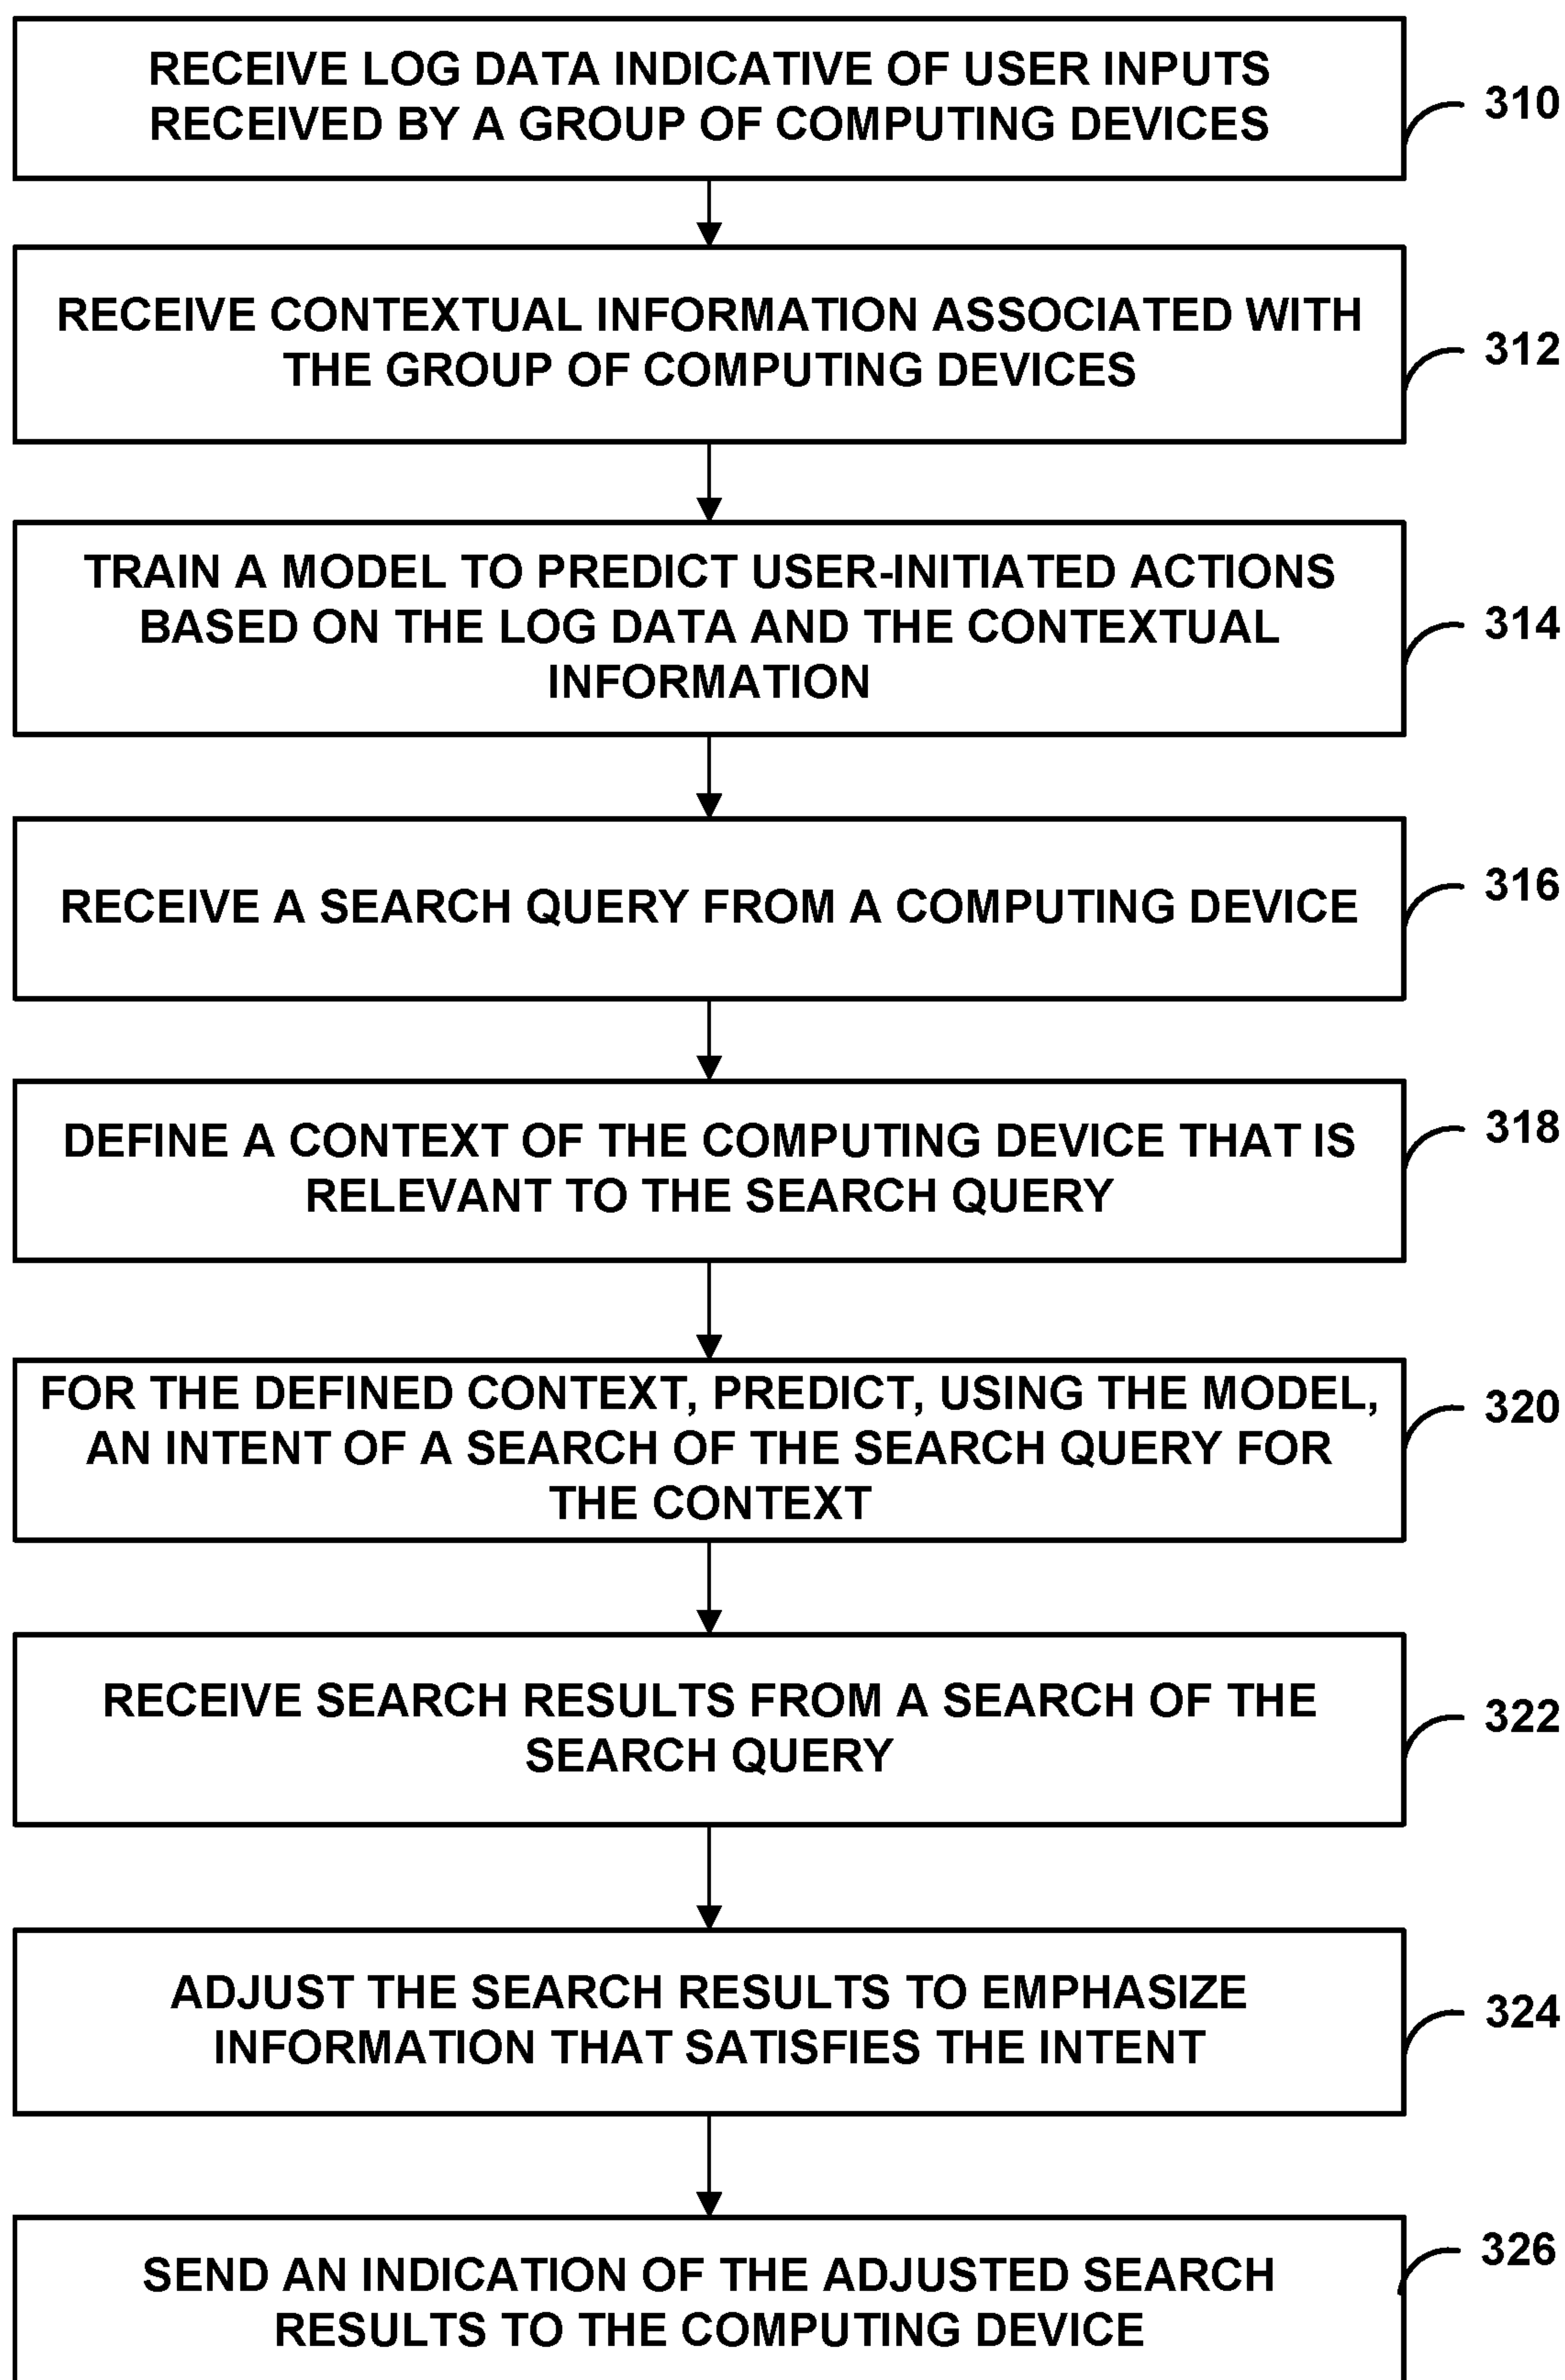 RECEIVE LOG DATA INDICATIVE OF USER INPUTS
RECEIVED BY A GROUP OF COMPUTING DEVICES
310
RECEIVE CONTEXTUAL INFORMATION ASSOCIATED WITH
THE GROUP OF COMPUTING DEVICES
312
TRAIN A MODEL TO PREDICT USER-INITIATED ACTIONS
BASED ON THE LOG DATA AND THE CONTEXTUAL
INFORMATION
314
RECEIVE A SEARCH QUERY FROM A COMPUTING DEVICE
316
DEFINE A CONTEXT OF THE COMPUTING DEVICE THAT IS
RELEVANT TO THE SEARCH QUERY
318
FOR THE DEFINED CONTEXT, PREDICT, USING THE MODEL,
AN INTENT OF A SEARCH OF THE SEARCH QUERY FOR
THE CONTEXT
320
RECEIVE SEARCH RESULTS FROM A SEARCH OF THE
SEARCH QUERY
322
ADJUST THE SEARCH RESULTS TO EMPHASIZE
INFORMATION THAT SATISFIES THE INTENT
324
SEND AN INDICATION OF THE ADJUSTED SEARCH
RESULTS TO THE COMPUTING DEVICE
326